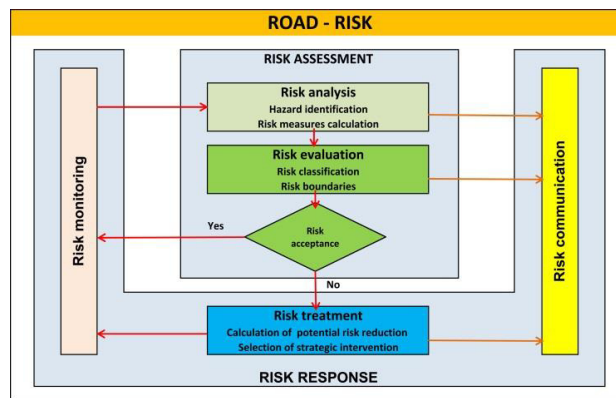 ROAD - RISK
RISK ASSESSMENT
Risk analysis
Hazard identification
Risk measures calculation
Risk evaluation
Risk classification
Risk boundaries
Risk
acceptance
Yes
No
Risk treatment
Calculation of potential risk reduction
Selection of strategic intervention
Risk monitoring
Risk communication
RISK RESPONSE